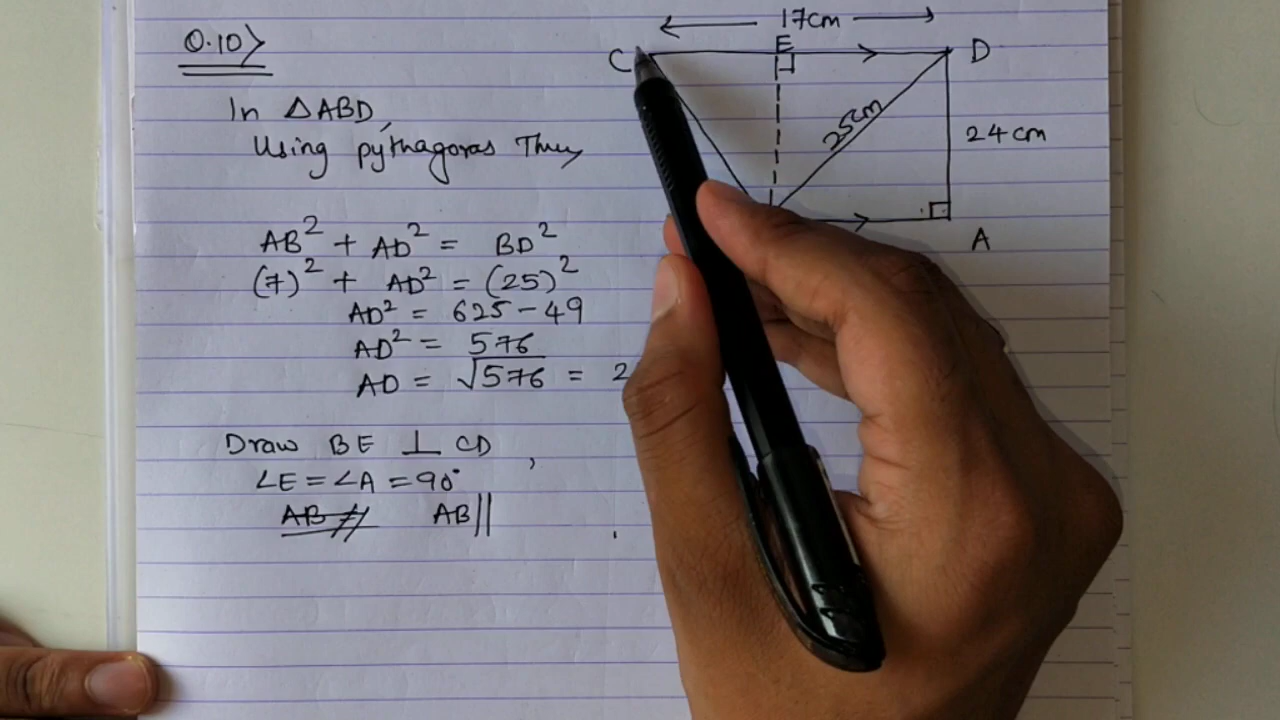 Q.10>
In △ABD,
Using pythagoras Thm,
AB² + AD² = BD²
(7)² + AD² = (25)²
AD² = 625 - 49
AD² = 576
AD = √576 = 2
Draw BE ⊥ CD,
∠E = ∠A = 90°
AB // AB ||
17cm
C E D
25cm
24cm
A